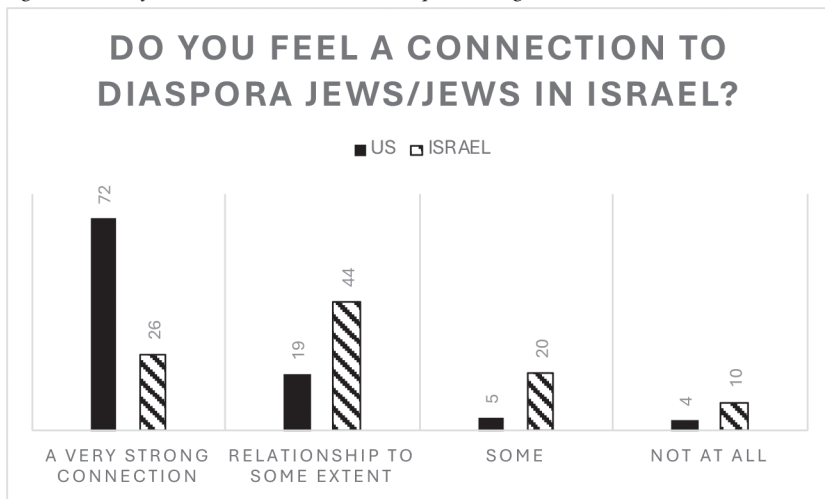 DO YOU FEEL A CONNECTION TO
DIASPORA JEWS/JEWS IN ISRAEL?
US ISRAEL
72
26
19
44
5
20
4
10
A VERY STRONG CONNECTION
RELATIONSHIP TO SOME EXTENT
SOME
NOT AT ALL